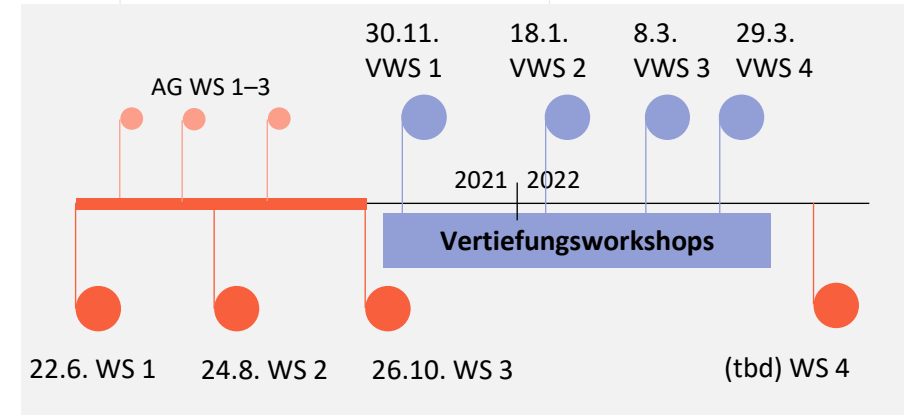 30.11.
VWS 1
18.1.
VWS 2
8.3.
VWS 3
29.3.
VWS 4
AG WS 1–3
2021
2022
Vertiefungsworkshops
22.6. WS 1
24.8. WS 2
26.10. WS 3
(tbd) WS 4